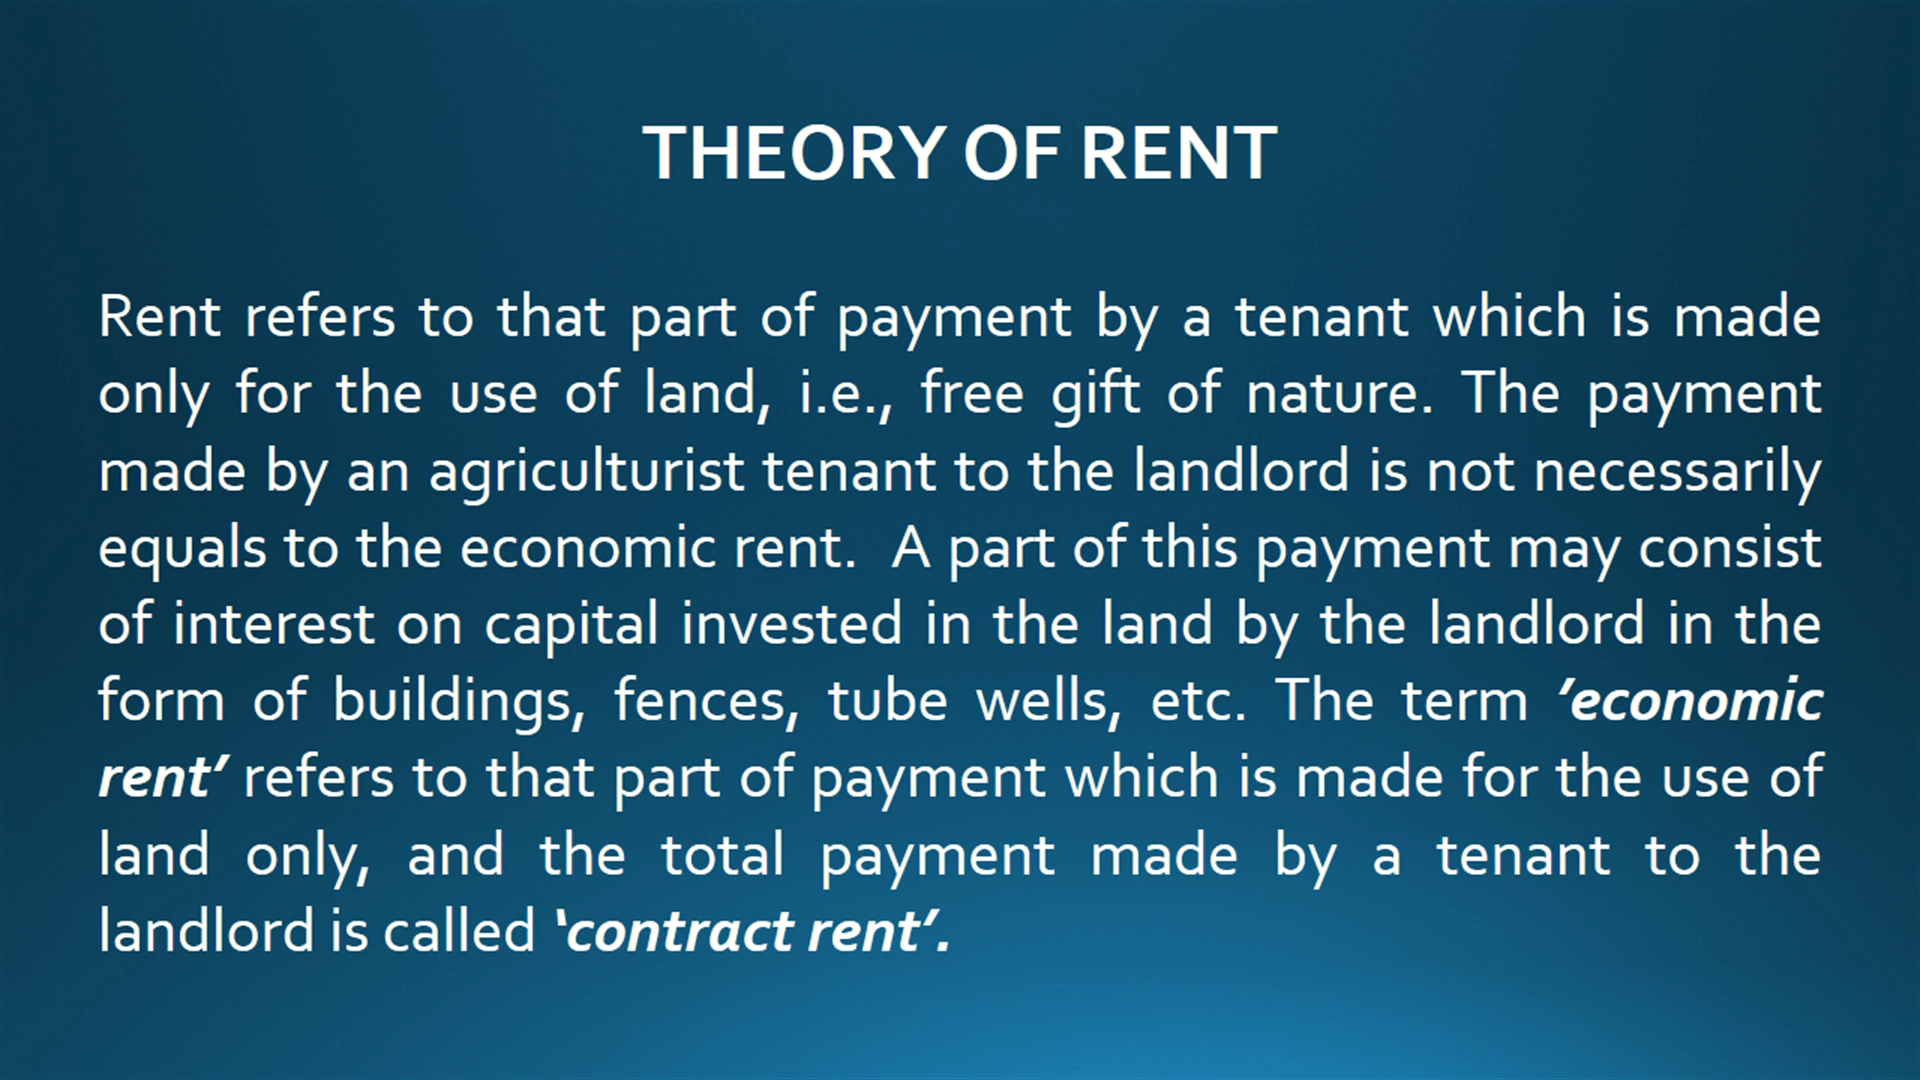 THEORY OF RENT
Rent refers to that part of payment by a tenant which is made
only for the use of land, i.e., free gift of nature. The payment
made by an agriculturist tenant to the landlord is not necessarily
equals to the economic rent.  A part of this payment may consist
of interest on capital invested in the land by the landlord in the
form of buildings, fences, tube wells, etc. The term ’economic
rent’ refers to that part of payment which is made for the use of
land only, and the total payment made by a tenant to the
landlord is called ‘contract rent’.